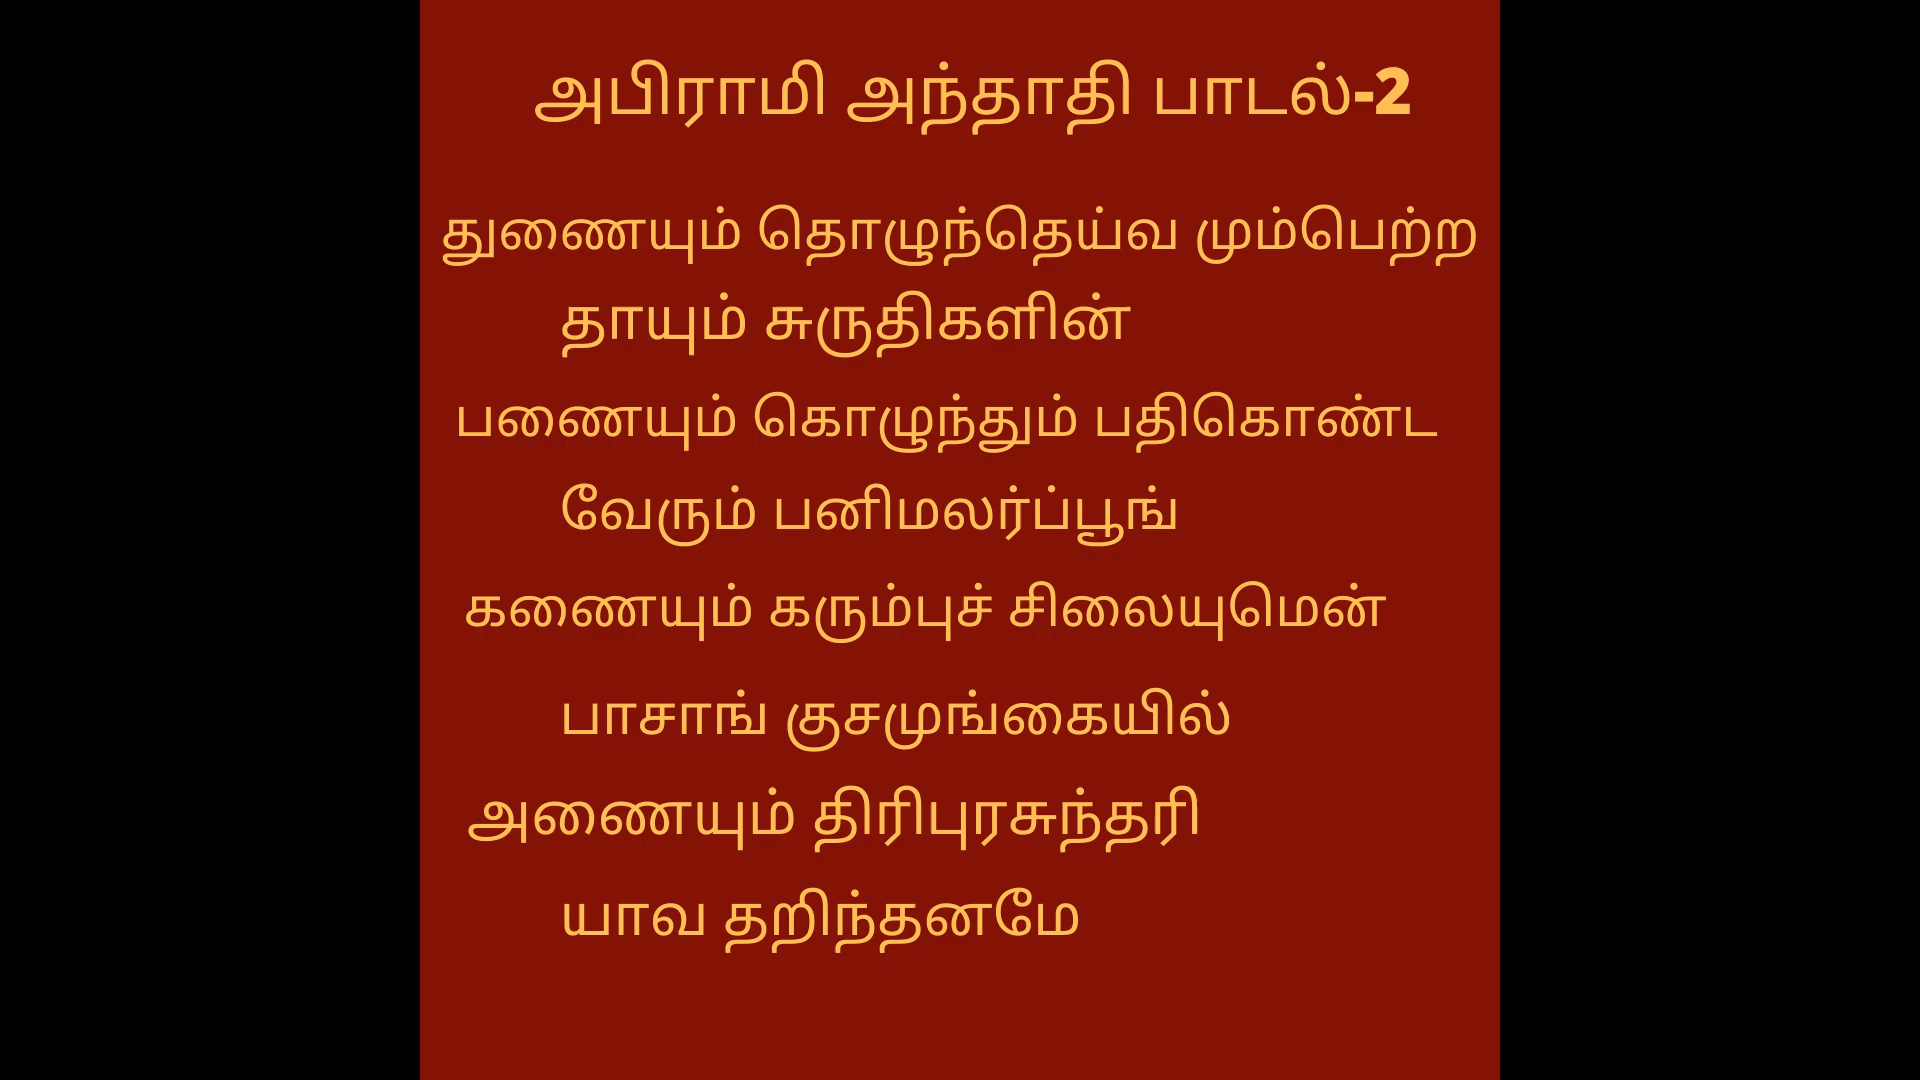 அபிராமி அந்தாதி பாடல்-2
துணையும் தொழுந்தெய்வ மும்பெற்ற
தாயும் சுருதிகளின்
பணையும் கொழுந்தும் பதிகொண்ட
வேரும் பனிமலர்ப்பூங்
கணையும் கரும்புச் சிலையுமென்
பாசாங் குசமுங்கையில்
அணையும் திரிபுரசுந்தரி
யாவ தறிந்தனமே